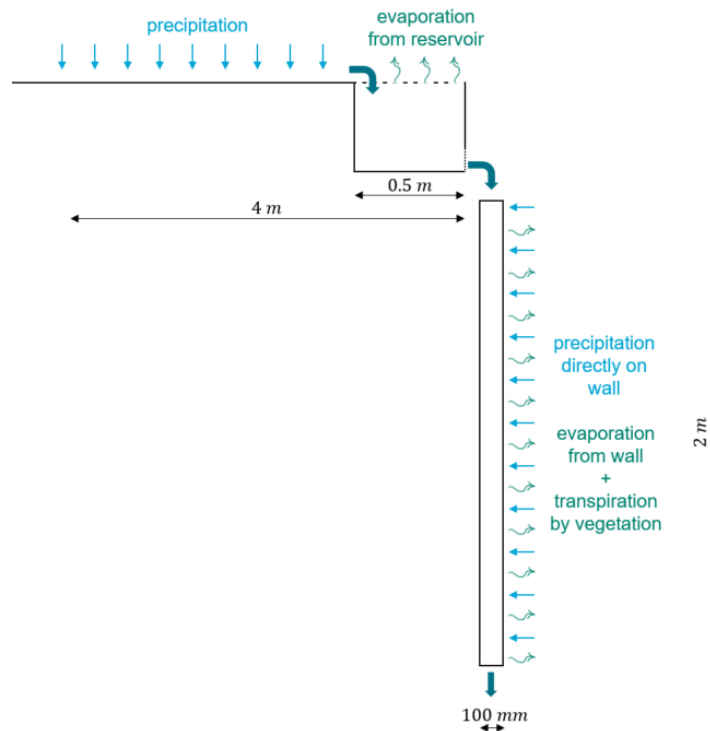 precipitation
evaporation
from reservoir
0.5 m
4 m
precipitation
directly on
wall
evaporation
from wall
+
transpiration
by vegetation
2 m
100 mm